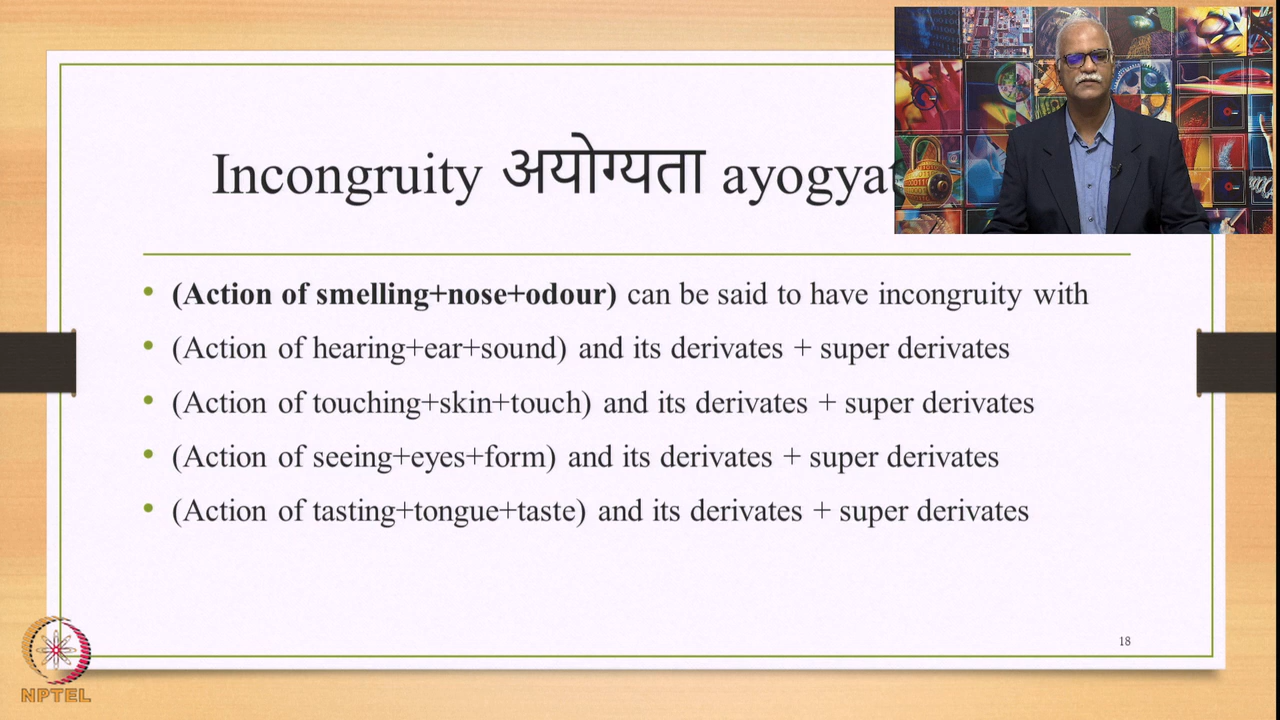 Incongruity अयोग्यता ayogyat
• (Action of smelling+nose+odour) can be said to have incongruity with
• (Action of hearing+ear+sound) and its derivates + super derivates
• (Action of touching+skin+touch) and its derivates + super derivates
• (Action of seeing+eyes+form) and its derivates + super derivates
• (Action of tasting+tongue+taste) and its derivates + super derivates
18
NPTEL